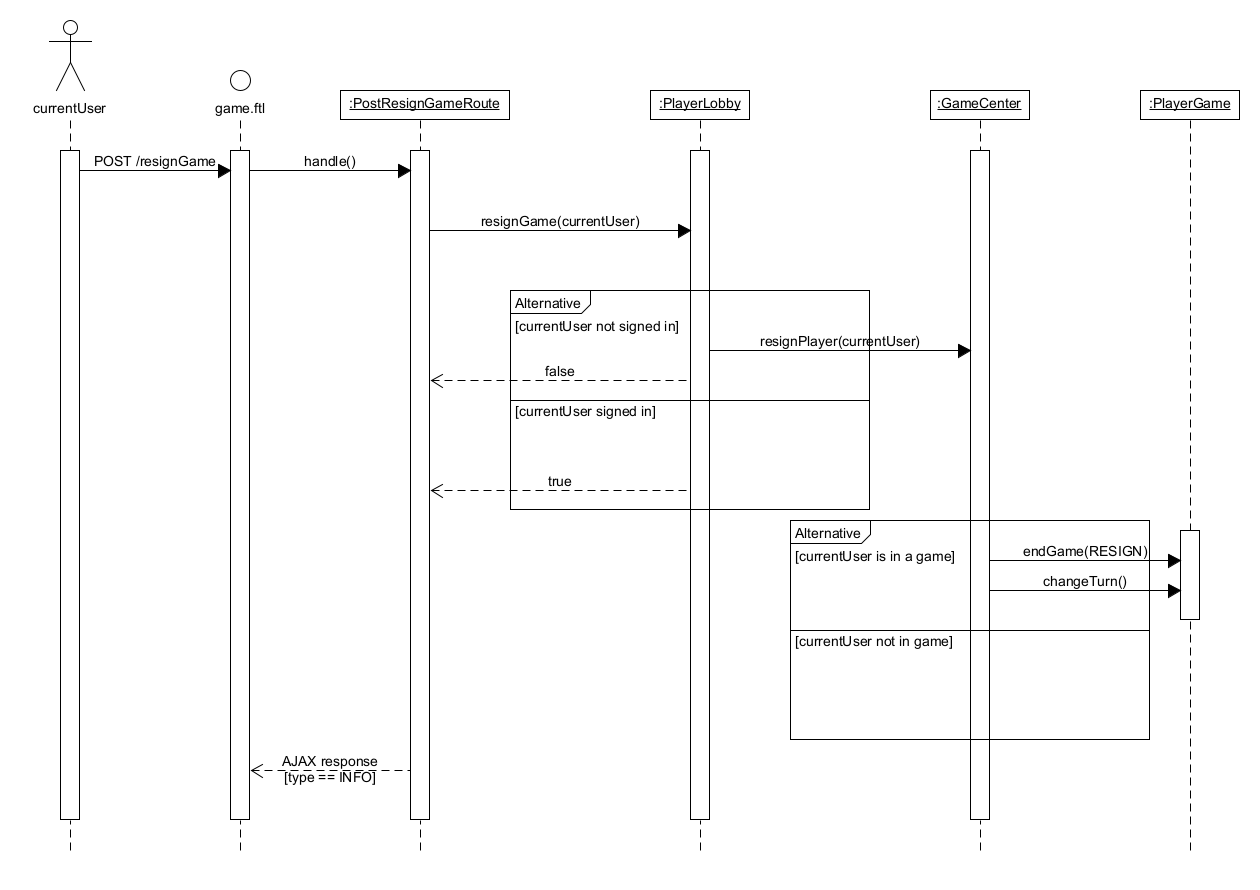 currentUser
game.ftl
:PostResignGameRoute
:PlayerLobby
:GameCenter
:PlayerGame
POST /resignGame
handle()
resignGame(currentUser)
Alternative
[currentUser not signed in]
resignPlayer(currentUser)
false
[currentUser signed in]
true
Alternative
[currentUser is in a game]
endGame(RESIGN)
changeTurn()
[currentUser not in game]
AJAX response
[type == INFO]